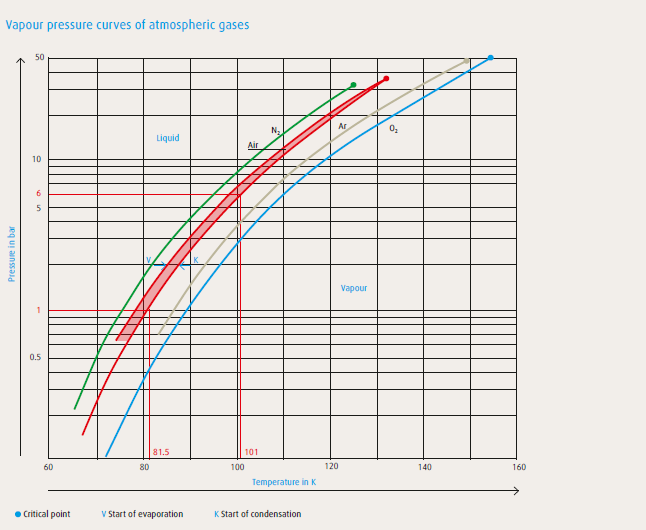 Vapour pressure curves of atmospheric gases
50
N₂
Ar
O₂
Liquid
Air
10
6
5
V
K
Pressure in bar
Vapour
1
0.5
81.5
101
60
80
100
120
140
160
Temperature in K
Critical point
V Start of evaporation
K Start of condensation